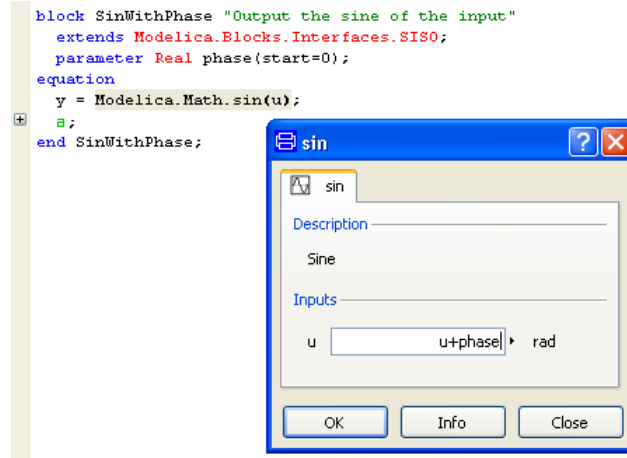 block SinWithPhase "Output the sine of the input"
extends Modelica.Blocks.Interfaces.SISO;
parameter Real phase(start=0);
equation
y = Modelica.Math.sin(u);
a;
end SinWithPhase;
sin
sin
Description
Sine
Inputs
u u+phase rad
OK Info Close